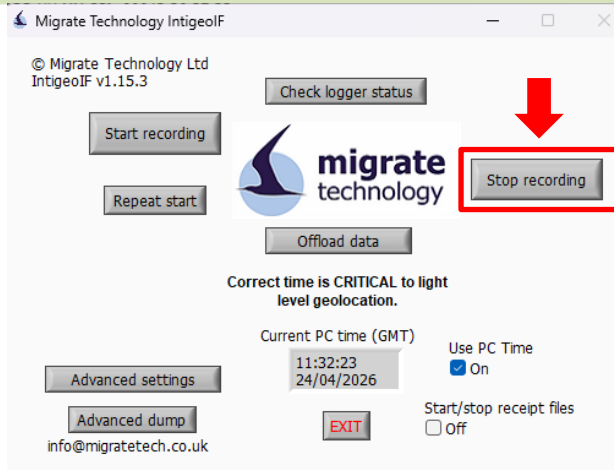 Migrate Technology IntigeoIF
© Migrate Technology Ltd
IntigeoIF v1.15.3
Check logger status
Start recording
migrate
technology
Stop recording
Repeat start
Offload data
Correct time is CRITICAL to light
level geolocation.
Current PC time (GMT)
11:32:23
24/04/2026
Use PC Time
On
Advanced settings
Start/stop receipt files
Off
Advanced dump
EXIT
info@migratetech.co.uk